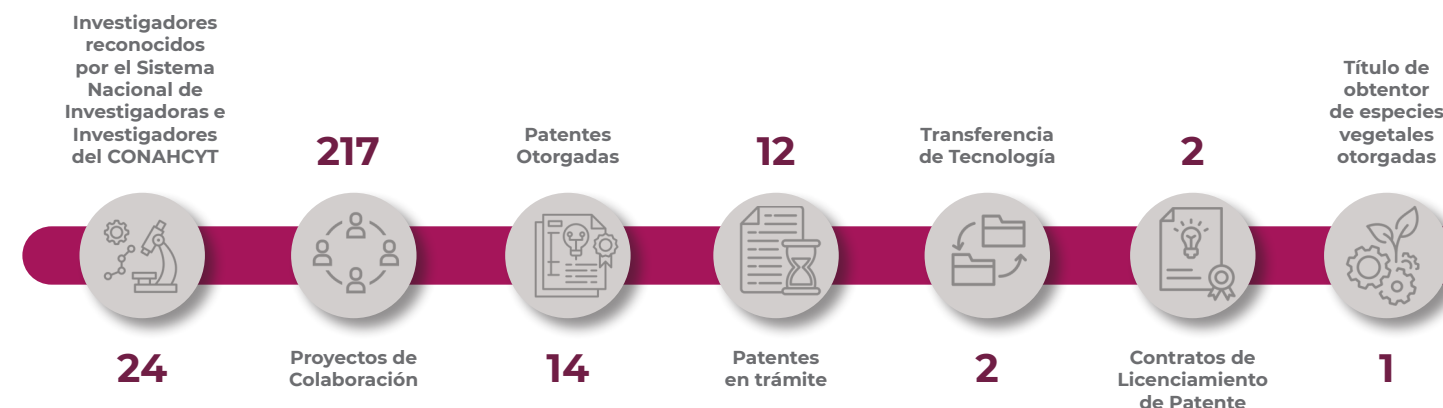 Investigadores
reconocidos
por el Sistema
Nacional de
Investigadoras e
Investigadores
del CONAHCYT
24
217
Proyectos de
Colaboración
Patentes
Otorgadas
14
12
Patentes
en trámite
Transferencia
de Tecnología
2
2
Contratos de
Licenciamiento
de Patente
Título de
obtentor
de especies
vegetales
otorgadas
1